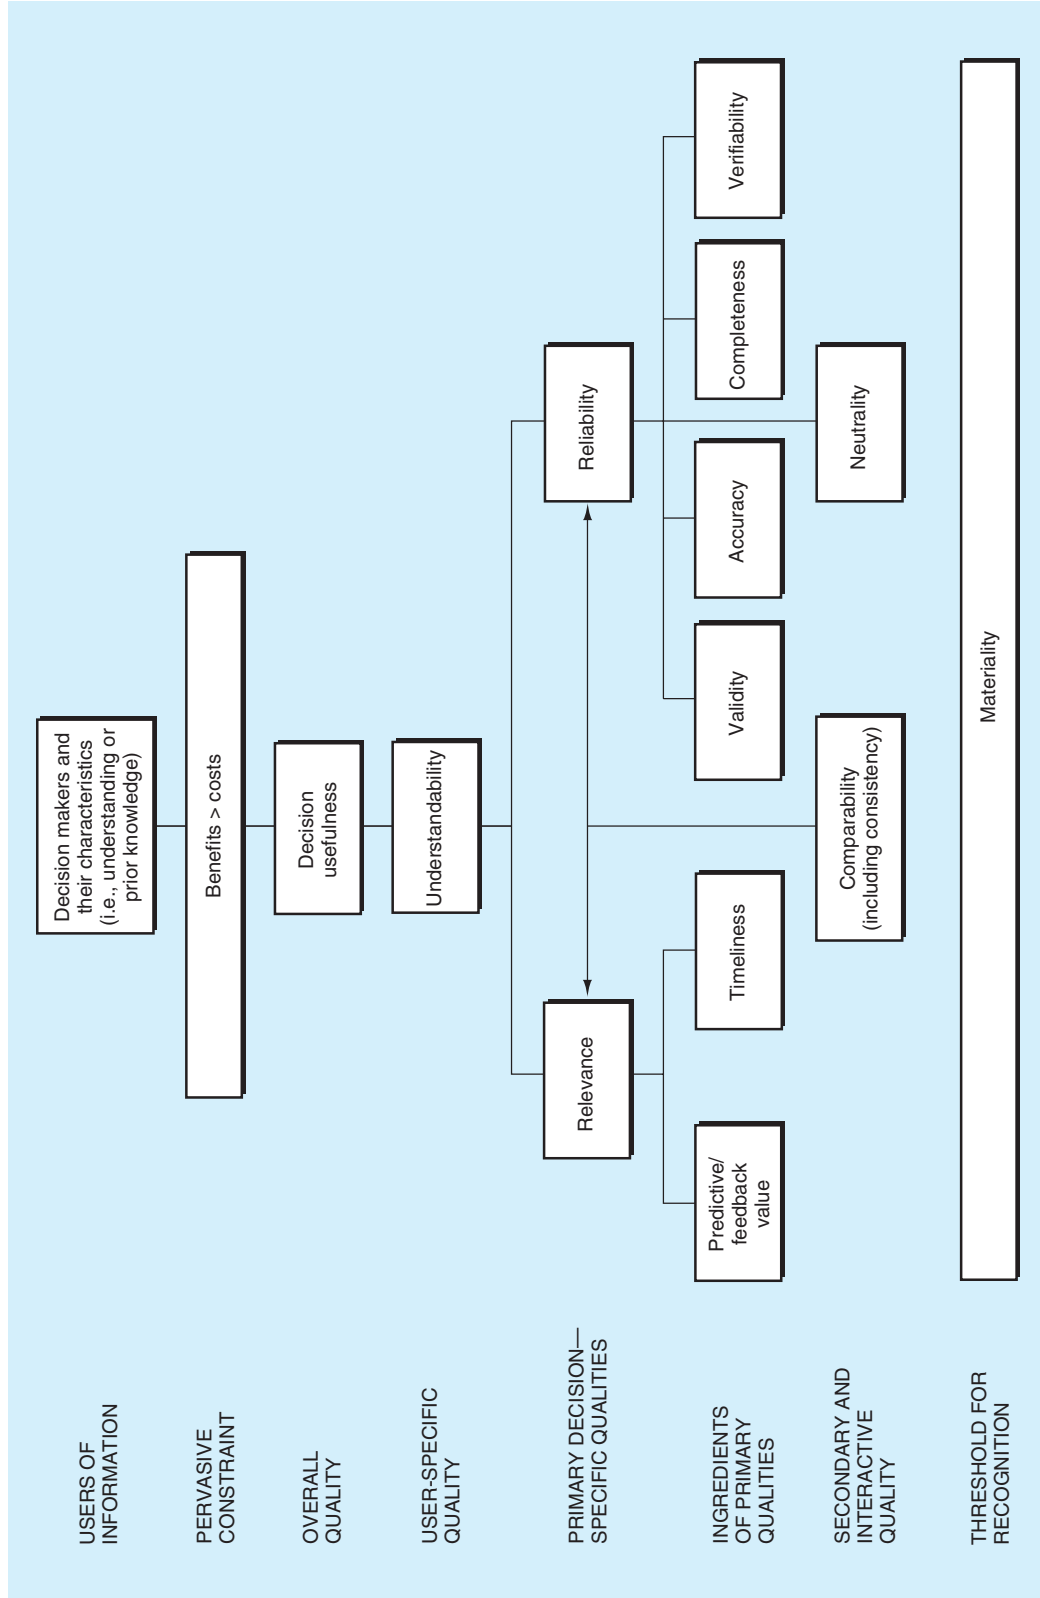 USERS OF
INFORMATION
Decision makers and
their characteristics
(i.e., understanding or
prior knowledge)
PERVASIVE
CONSTRAINT
Benefits > costs
OVERALL
QUALITY
Decision
usefulness
USER-SPECIFIC
QUALITY
Understandability
PRIMARY DECISION—
SPECIFIC QUALITIES
Relevance
Reliability
INGREDIENTS
OF PRIMARY
QUALITIES
Predictive/
feedback
value
Timeliness
Validity
Accuracy
Completeness
Verifiability
SECONDARY AND
INTERACTIVE
QUALITY
Comparability
(including consistency)
Neutrality
THRESHOLD FOR
RECOGNITION
Materiality